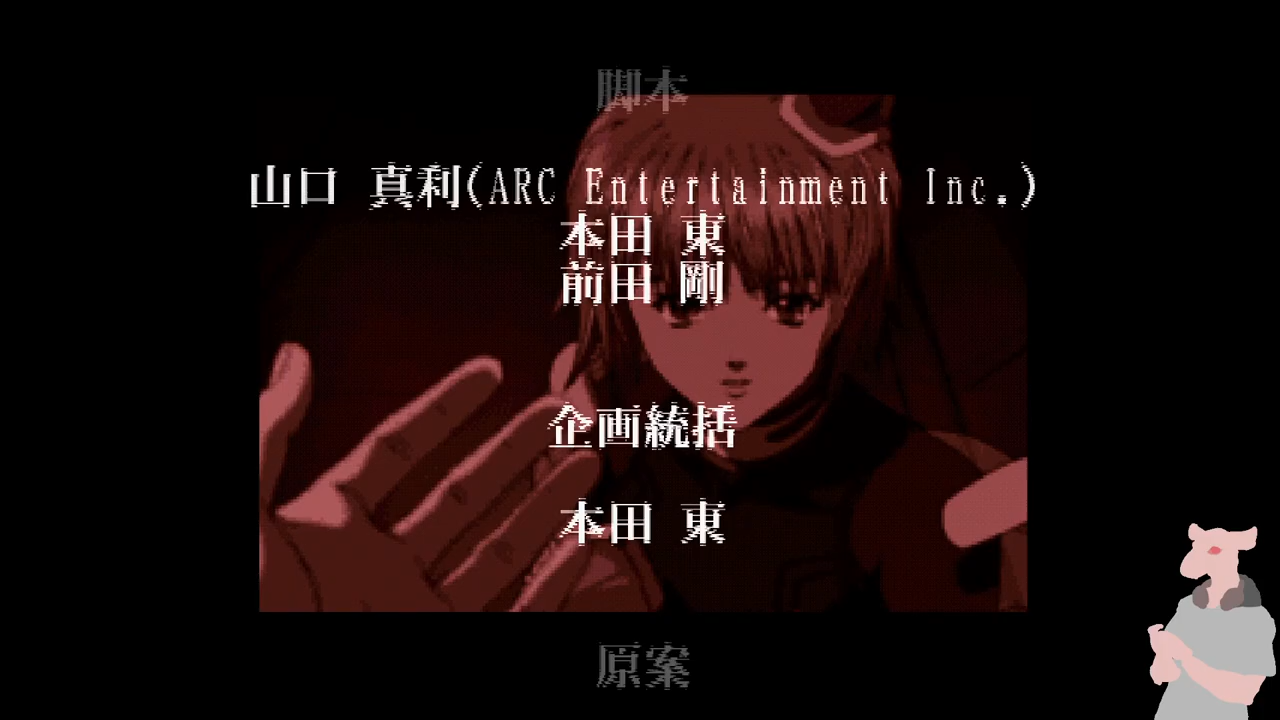 脚本
山口 真利(ARC Entertainment Inc.)
本田 東
前田 剛
企画統括
本田 東
原案